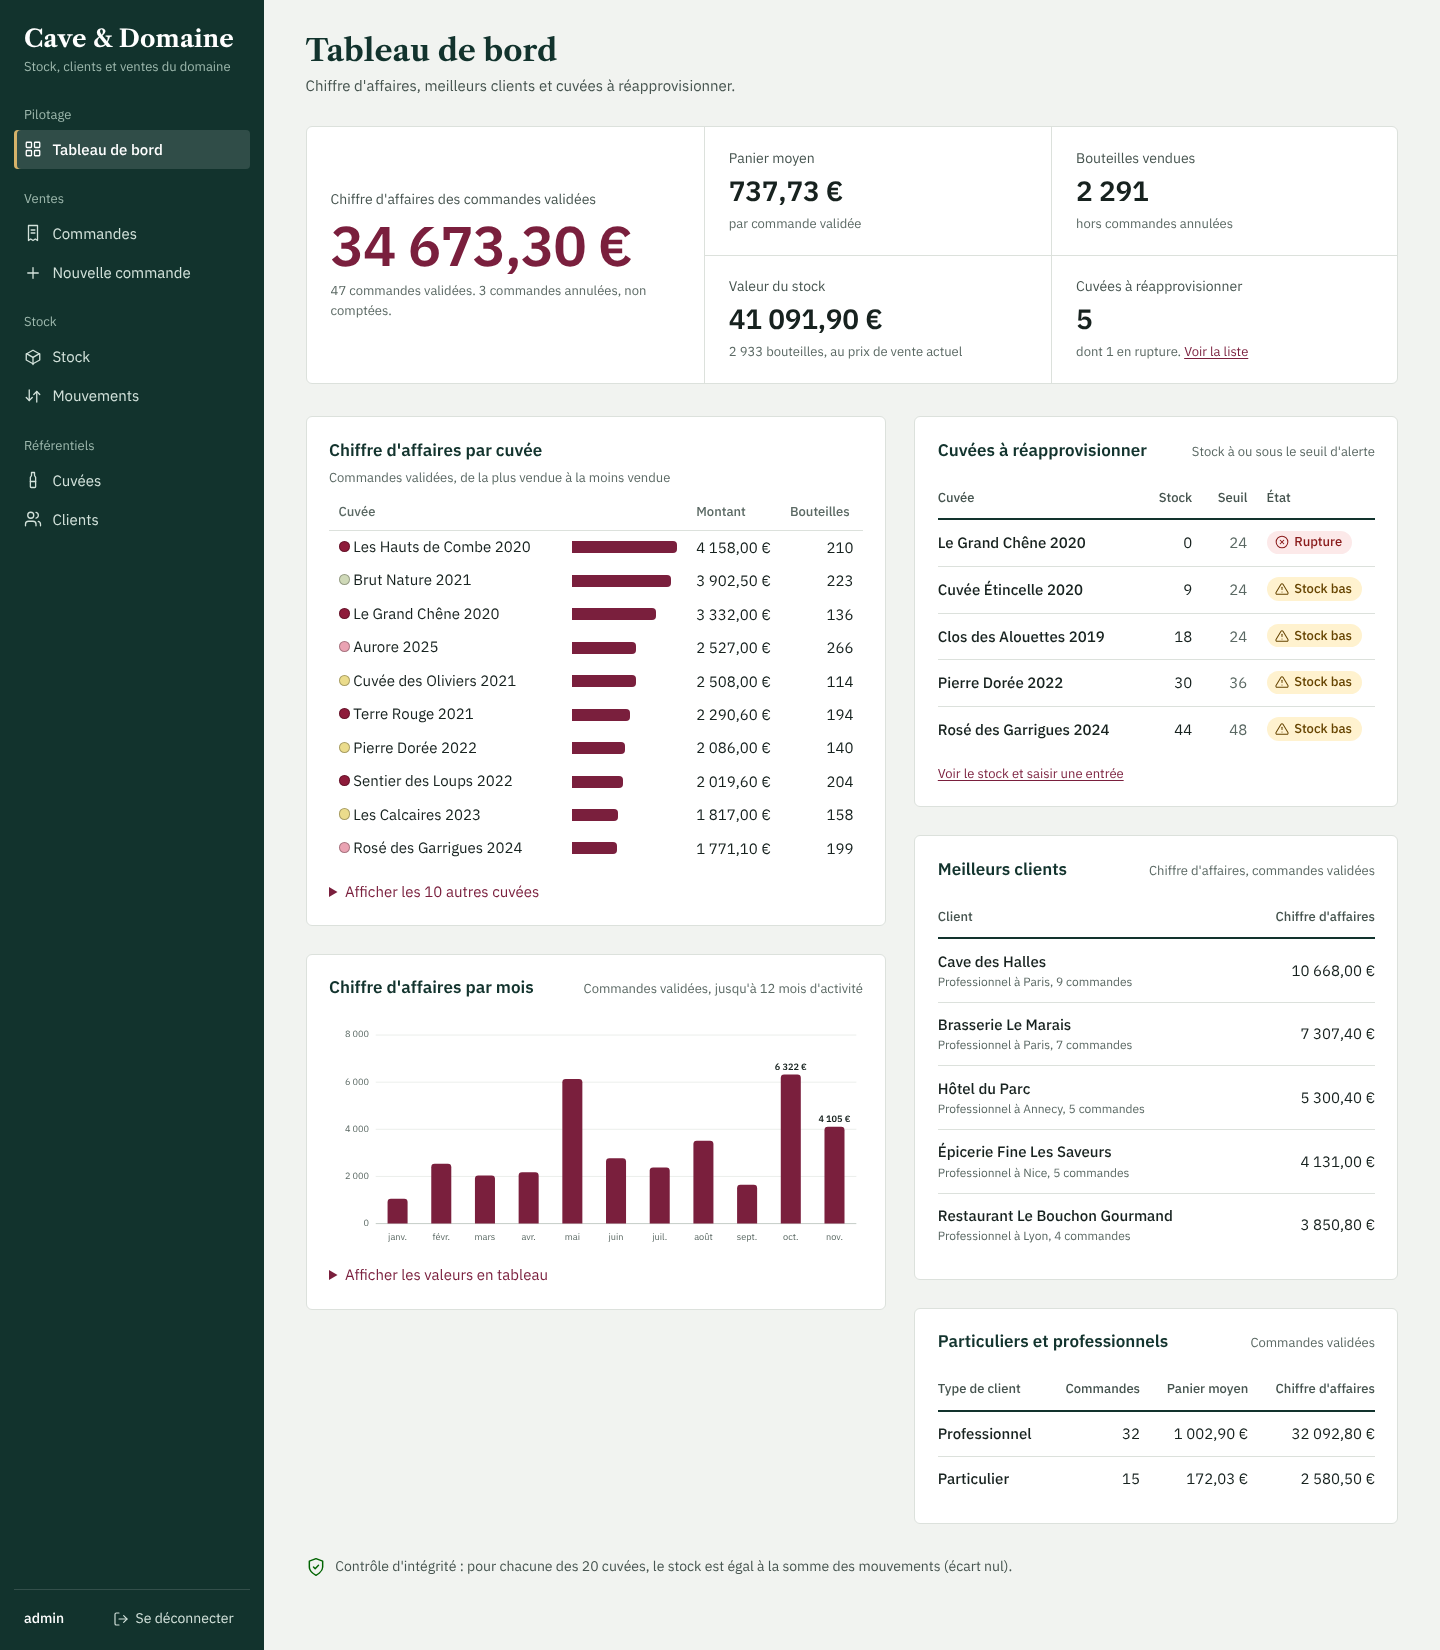 Cave & Domaine
Stock, clients et ventes du domaine
Pilotage
Tableau de bord
Ventes
Commandes
Nouvelle commande
Stock
Stock
Mouvements
Référentiels
Cuvées
Clients
admin
Se déconnecter
Tableau de bord
Chiffre d'affaires, meilleurs clients et cuvées à réapprovisionner.
Chiffre d'affaires des commandes validées
34 673,30 €
47 commandes validées. 3 commandes annulées, non
comptées.
Panier moyen
737,73 €
par commande validée
Bouteilles vendues
2 291
hors commandes annulées
Valeur du stock
41 091,90 €
2 933 bouteilles, au prix de vente actuel
Cuvées à réapprovisionner
5
dont 1 en rupture. Voir la liste
Chiffre d'affaires par cuvée
Commandes validées, de la plus vendue à la moins vendue
Cuvée Montant Bouteilles
Les Hauts de Combe 2020 4 158,00 € 210
Brut Nature 2021 3 902,50 € 223
Le Grand Chêne 2020 3 332,00 € 136
Aurore 2025 2 527,00 € 266
Cuvée des Oliviers 2021 2 508,00 € 114
Terre Rouge 2021 2 290,60 € 194
Pierre Dorée 2022 2 086,00 € 140
Sentier des Loups 2022 2 019,60 € 204
Les Calcaires 2023 1 817,00 € 158
Rosé des Garrigues 2024 1 771,10 € 199
Afficher les 10 autres cuvées
Chiffre d'affaires par mois Commandes validées, jusqu'à 12 mois d'activité
8 000
6 000
4 000
2 000
0
6 322 €
4 105 €
janv. févr. mars avr. mai juin juil. août sept. oct. nov.
Afficher les valeurs en tableau
Cuvées à réapprovisionner Stock à ou sous le seuil d'alerte
Cuvée Stock Seuil État
Le Grand Chêne 2020 0 24 Rupture
Cuvée Étincelle 2020 9 24 Stock bas
Clos des Alouettes 2019 18 24 Stock bas
Pierre Dorée 2022 30 36 Stock bas
Rosé des Garrigues 2024 44 48 Stock bas
Voir le stock et saisir une entrée
Meilleurs clients Chiffre d'affaires, commandes validées
Client Chiffre d'affaires
Cave des Halles 10 668,00 €
Professionnel à Paris, 9 commandes
Brasserie Le Marais 7 307,40 €
Professionnel à Paris, 7 commandes
Hôtel du Parc 5 300,40 €
Professionnel à Annecy, 5 commandes
Épicerie Fine Les Saveurs 4 131,00 €
Professionnel à Nice, 5 commandes
Restaurant Le Bouchon Gourmand 3 850,80 €
Professionnel à Lyon, 4 commandes
Particuliers et professionnels Commandes validées
Type de client Commandes Panier moyen Chiffre d'affaires
Professionnel 32 1 002,90 € 32 092,80 €
Particulier 15 172,03 € 2 580,50 €
Contrôle d'intégrité : pour chacune des 20 cuvées, le stock est égal à la somme des mouvements (écart nul).